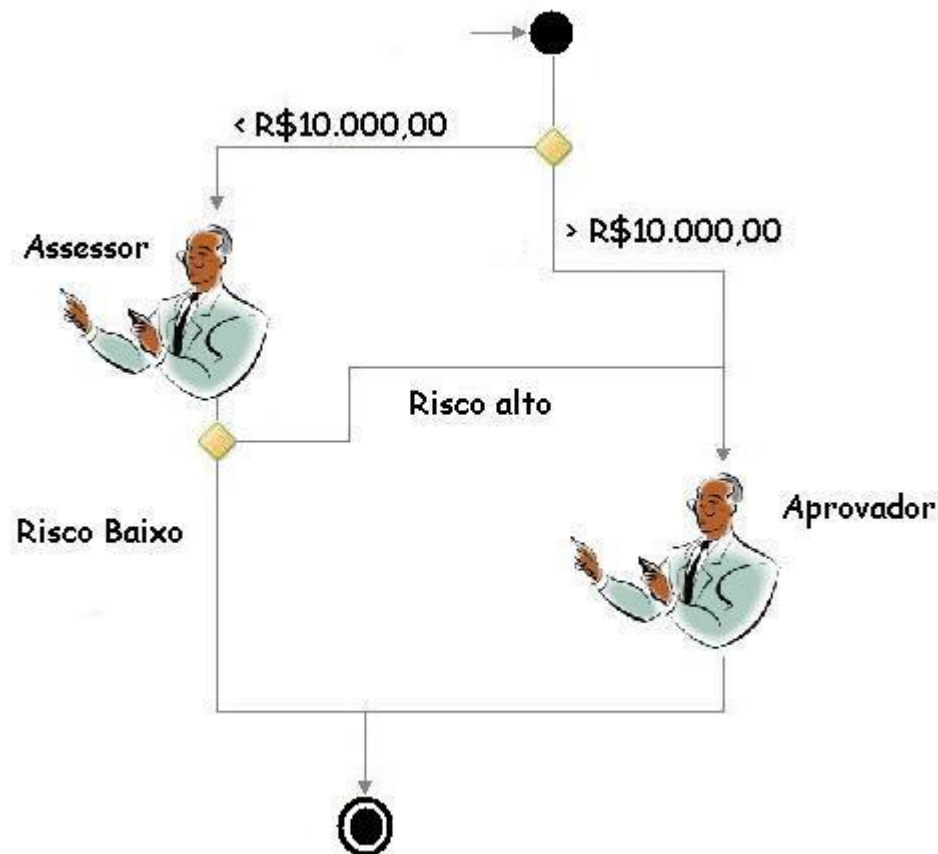 < R$10.000,00
> R$10.000,00
Assessor
Risco alto
Risco Baixo
Aprovador